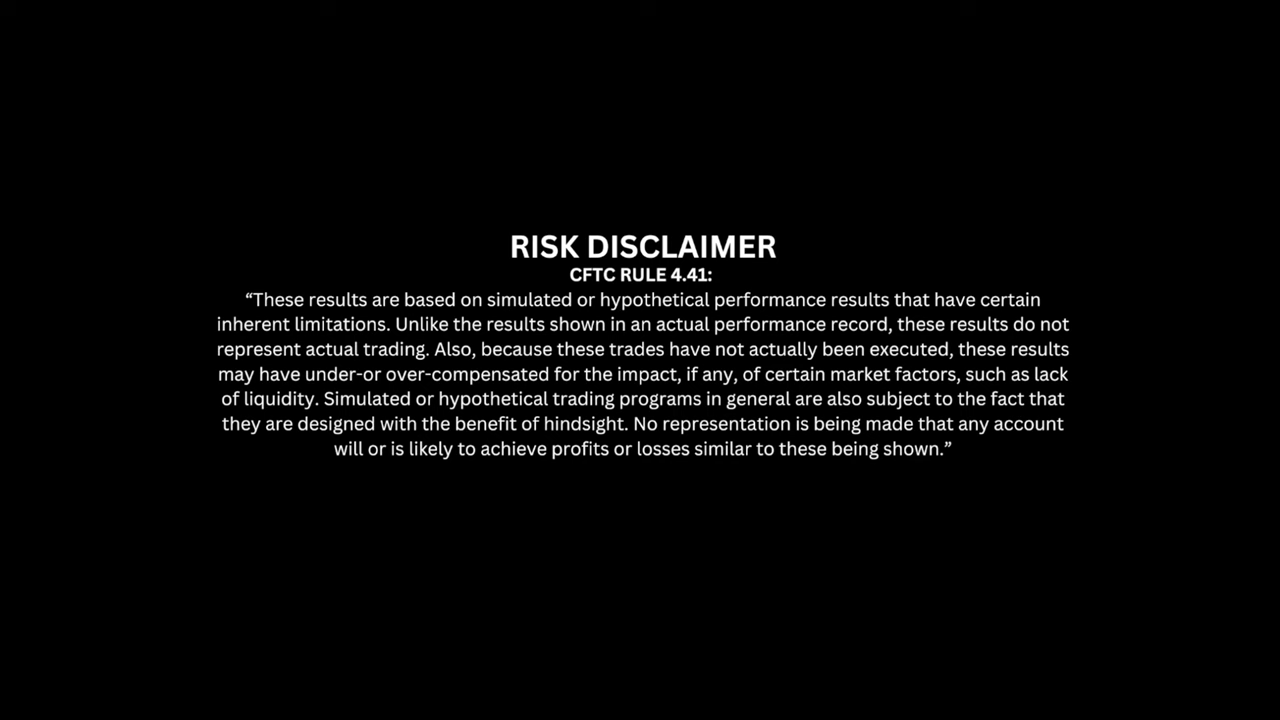 RISK DISCLAIMER
CFTC RULE 4.41:
“These results are based on simulated or hypothetical performance results that have certain
inherent limitations. Unlike the results shown in an actual performance record, these results do not
represent actual trading. Also, because these trades have not actually been executed, these results
may have under-or over-compensated for the impact, if any, of certain market factors, such as lack
of liquidity. Simulated or hypothetical trading programs in general are also subject to the fact that
they are designed with the benefit of hindsight. No representation is being made that any account
will or is likely to achieve profits or losses similar to these being shown.”